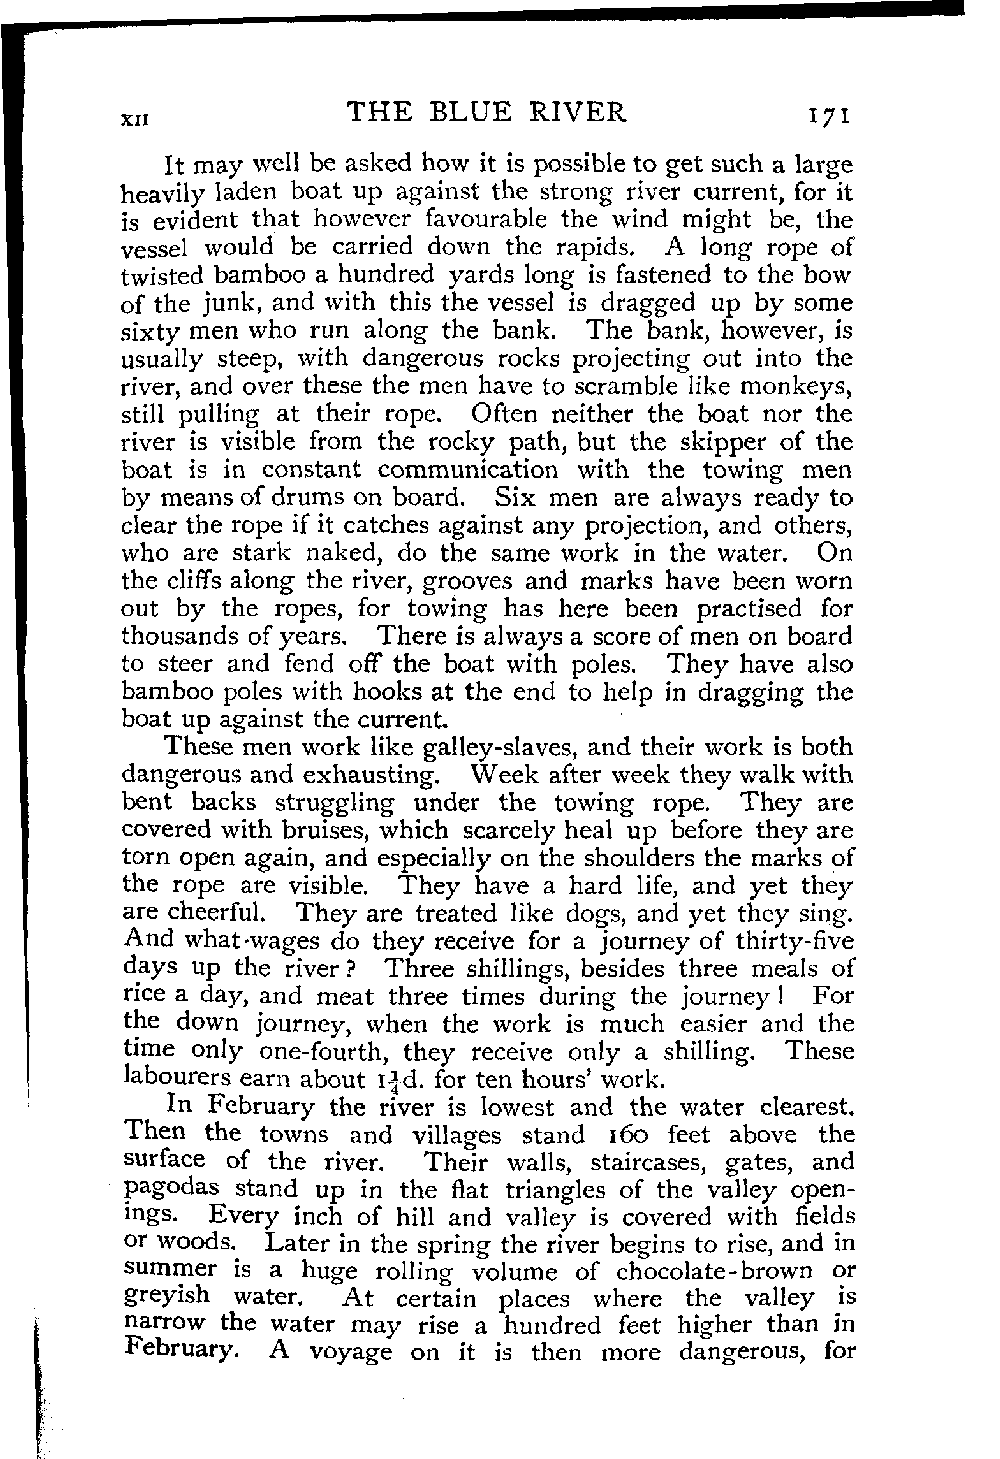 XII THE BLUE RIVER 171
It may well be asked how it is possible to get such a large
heavily laden boat up against the strong river current, for it
is evident that however favourable the wind might be, the
vessel would be carried down the rapids. A long rope of
twisted bamboo a hundred yards long is fastened to the bow
of the junk, and with this the vessel is dragged up by some
sixty men who run along the bank. The bank, however, is
usually steep, with dangerous rocks projecting out into the
river, and over these the men have to scramble like monkeys,
still pulling at their rope. Often neither the boat nor the
river is visible from the rocky path, but the skipper of the
boat is in constant communication with the towing men
by means of drums on board. Six men are always ready to
clear the rope if it catches against any projection, and others,
who are stark naked, do the same work in the water. On
the cliffs along the river, grooves and marks have been worn
out by the ropes, for towing has here been practised for
thousands of years. There is always a score of men on board
to steer and fend off the boat with poles. They have also
bamboo poles with hooks at the end to help in dragging the
boat up against the current.
These men work like galley-slaves, and their work is both
dangerous and exhausting. Week after week they walk with
bent backs struggling under the towing rope. They are
covered with bruises, which scarcely heal up before they are
torn open again, and especially on the shoulders the marks of
the rope are visible. They have a hard life, and yet they
are cheerful. They are treated like dogs, and yet they sing.
And what wages do they receive for a journey of thirty-five
days up the river? Three shillings, besides three meals of
rice a day, and meat three times during the journey! For
the down journey, when the work is much easier and the
time only one-fourth, they receive only a shilling. These
labourers earn about 1¾d. for ten hours' work.
In February the river is lowest and the water clearest.
Then the towns and villages stand 160 feet above the
surface of the river. Their walls, staircases, gates, and
pagodas stand up in the flat triangles of the valley open-
ings. Every inch of hill and valley is covered with fields
or woods. Later in the spring the river begins to rise, and in
summer is a huge rolling volume of chocolate-brown or
greyish water. At certain places where the valley is
narrow the water may rise a hundred feet higher than in
February. A voyage on it is then more dangerous, for